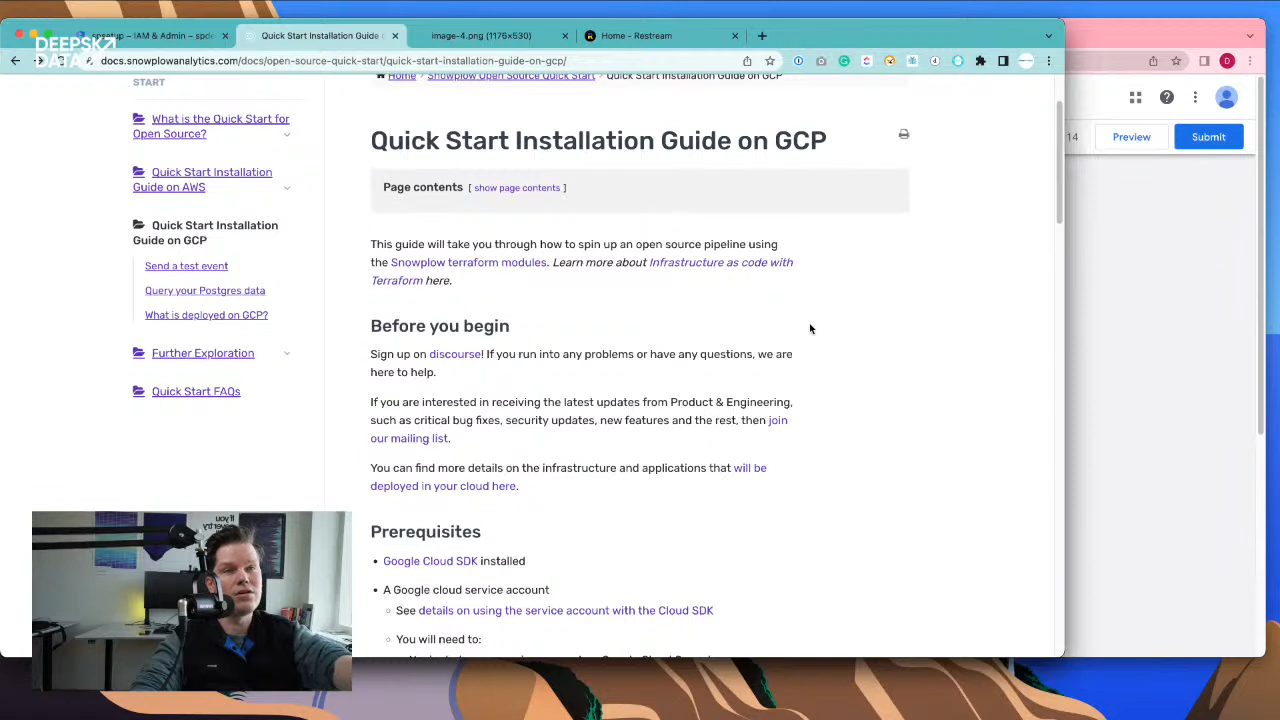 spsetup – IAM & Admin – spde
Quick Start Installation Guide
image-4.png (1176×530)
Home - Restream
DEEPSKY
DATA
docs.snowplowanalytics.com/docs/open-source-quick-start/quick-start-installation-guide-on-gcp/
D
START
Home » Snowplow Open Source Quick Start » Quick Start Installation Guide on GCP
What is the Quick Start for
Open Source?
Quick Start Installation
Guide on AWS
Quick Start Installation
Guide on GCP
Send a test event
Query your Postgres data
What is deployed on GCP?
Further Exploration
Quick Start FAQs
Quick Start Installation Guide on GCP
Page contents [ show page contents ]
This guide will take you through how to spin up an open source pipeline using
the Snowplow terraform modules. Learn more about Infrastructure as code with
Terraform here.
Before you begin
Sign up on discourse! If you run into any problems or have any questions, we are
here to help.
If you are interested in receiving the latest updates from Product & Engineering,
such as critical bug fixes, security updates, new features and the rest, then join
our mailing list.
You can find more details on the infrastructure and applications that will be
deployed in your cloud here.
Prerequisites
• Google Cloud SDK installed
• A Google cloud service account
See details on using the service account with the Cloud SDK
You will need to:
14
Preview
Submit